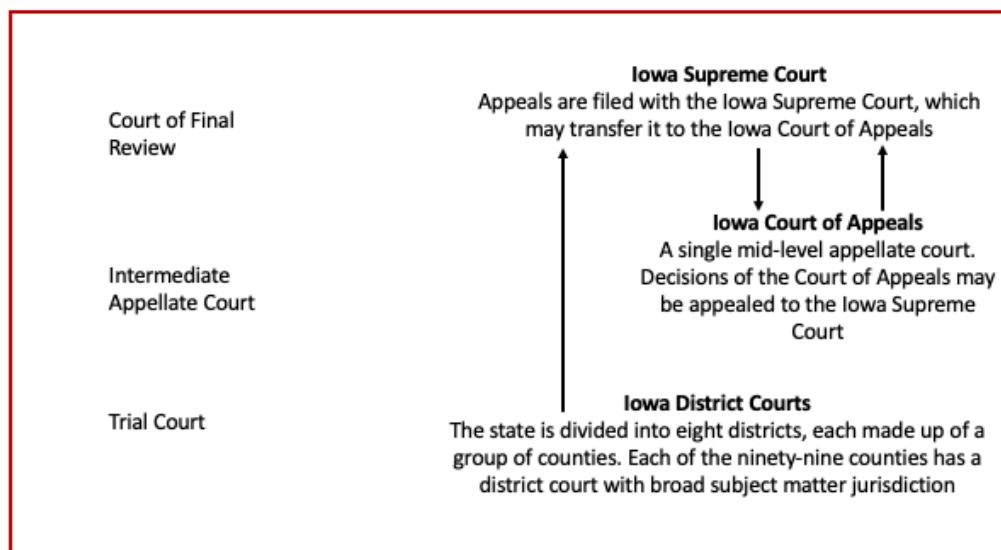 Iowa Supreme Court
Appeals are filed with the Iowa Supreme Court, which
may transfer it to the Iowa Court of Appeals
Court of Final
Review
Iowa Court of Appeals
A single mid-level appellate court.
Decisions of the Court of Appeals may
be appealed to the Iowa Supreme
Court
Intermediate
Appellate Court
Iowa District Courts
The state is divided into eight districts, each made up of a
group of counties. Each of the ninety-nine counties has a
district court with broad subject matter jurisdiction
Trial Court